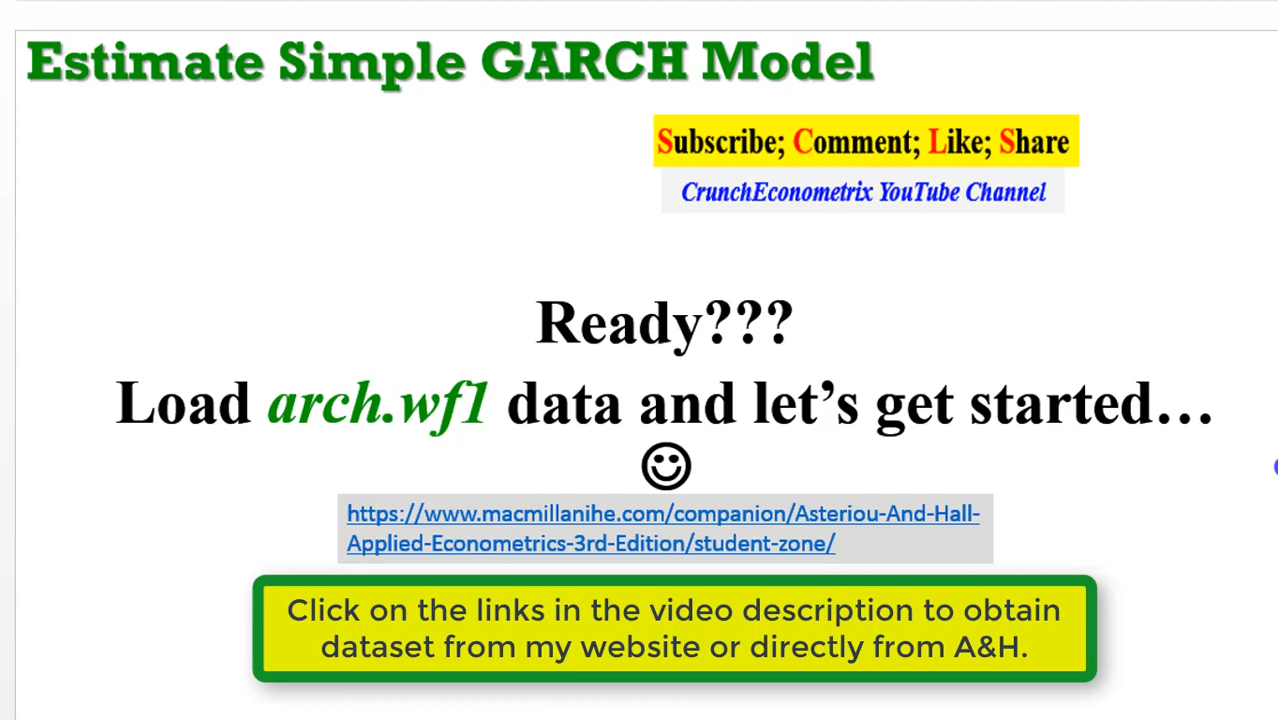 Estimate Simple GARCH Model
Subscribe; Comment; Like; Share
CrunchEconometrix YouTube Channel
Ready???
Load arch.wf1 data and let’s get started…
https://www.macmillanihe.com/companion/Asteriou-And-Hall-
Applied-Econometrics-3rd-Edition/student-zone/
Click on the links in the video description to obtain
dataset from my website or directly from A&H.